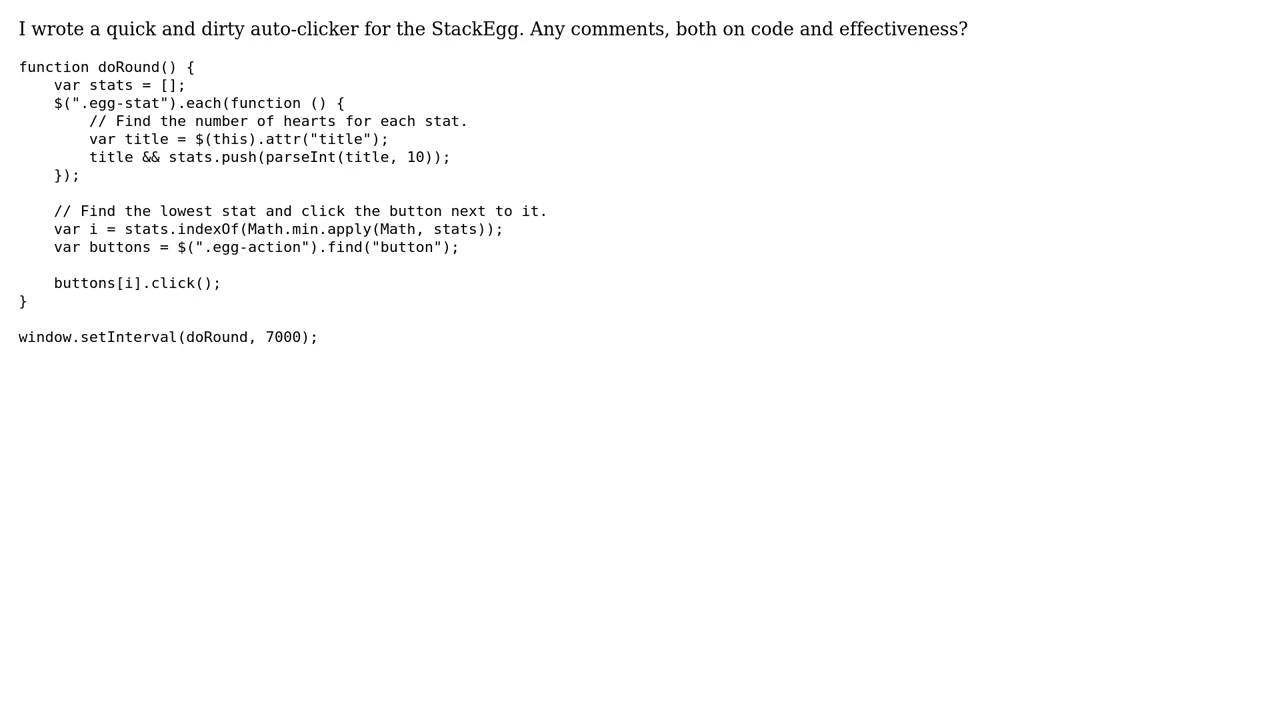 I wrote a quick and dirty auto-clicker for the StackEgg. Any comments, both on code and effectiveness?
function doRound() {
    var stats = [];
    $(".egg-stat").each(function () {
        // Find the number of hearts for each stat.
        var title = $(this).attr("title");
        title && stats.push(parseInt(title, 10));
    });

    // Find the lowest stat and click the button next to it.
    var i = stats.indexOf(Math.min.apply(Math, stats));
    var buttons = $(".egg-action").find("button");

    buttons[i].click();
}

window.setInterval(doRound, 7000);